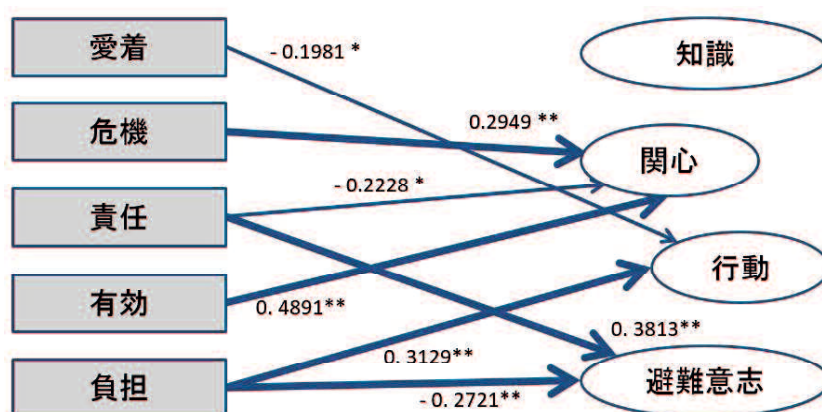 愛着
- 0.1981 *
知識
危機
0.2949 **
関心
責任
- 0.2228 *
行動
有効
0. 4891**
0. 3813**
負担
0. 3129**
- 0. 2721**
避難意志